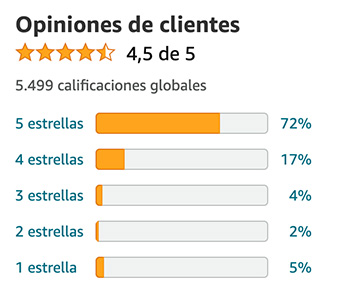 Opiniones de clientes
4,5 de 5
5.499 calificaciones globales
5 estrellas 72%
4 estrellas 17%
3 estrellas 4%
2 estrellas 2%
1 estrella 5%